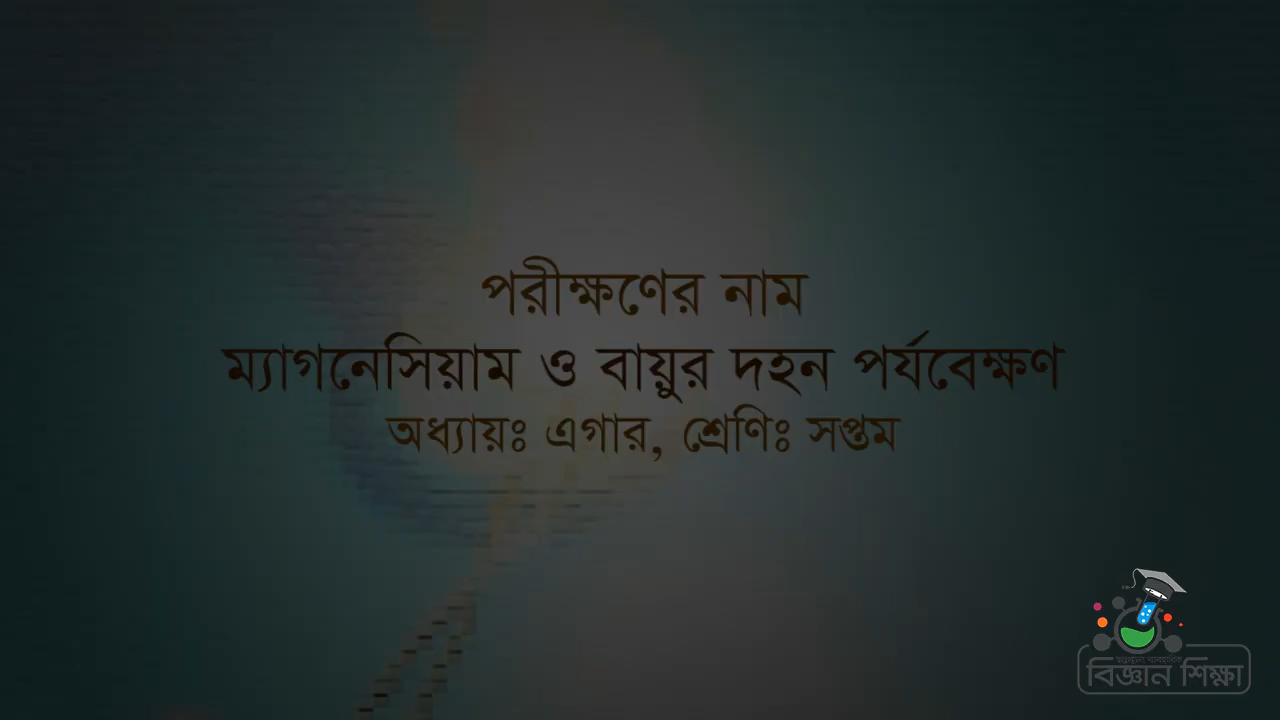 পরীক্ষণের নাম
ম্যাগনেসিয়াম ও বায়ুর দহন পর্যবেক্ষণ
অধ্যায়ঃ এগার, শ্রেণিঃ সপ্তম
বিজ্ঞান শিক্ষা